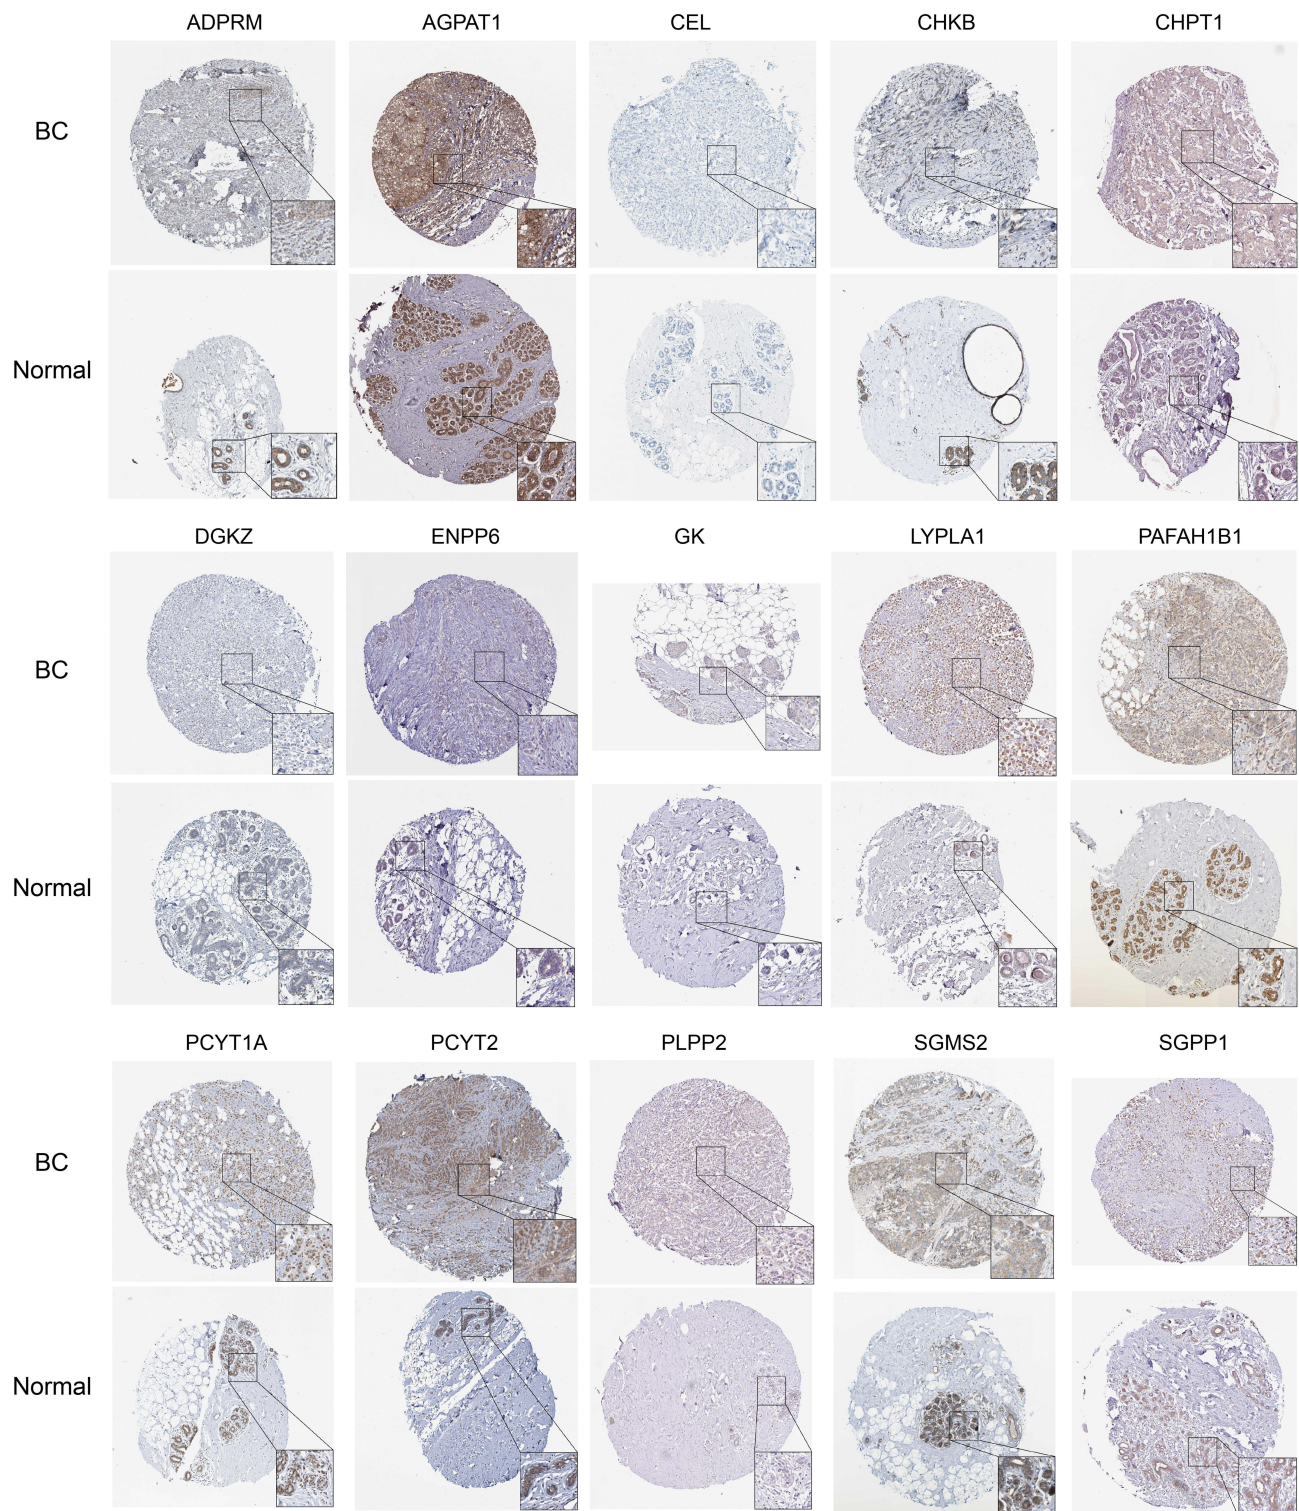 ADPRM AGPAT1 CEL CHKB CHPT1
BC
Normal
DGKZ ENPP6 GK LYPLA1 PAFAH1B1
BC
Normal
PCYT1A PCYT2 PLPP2 SGMS2 SGPP1
BC
Normal